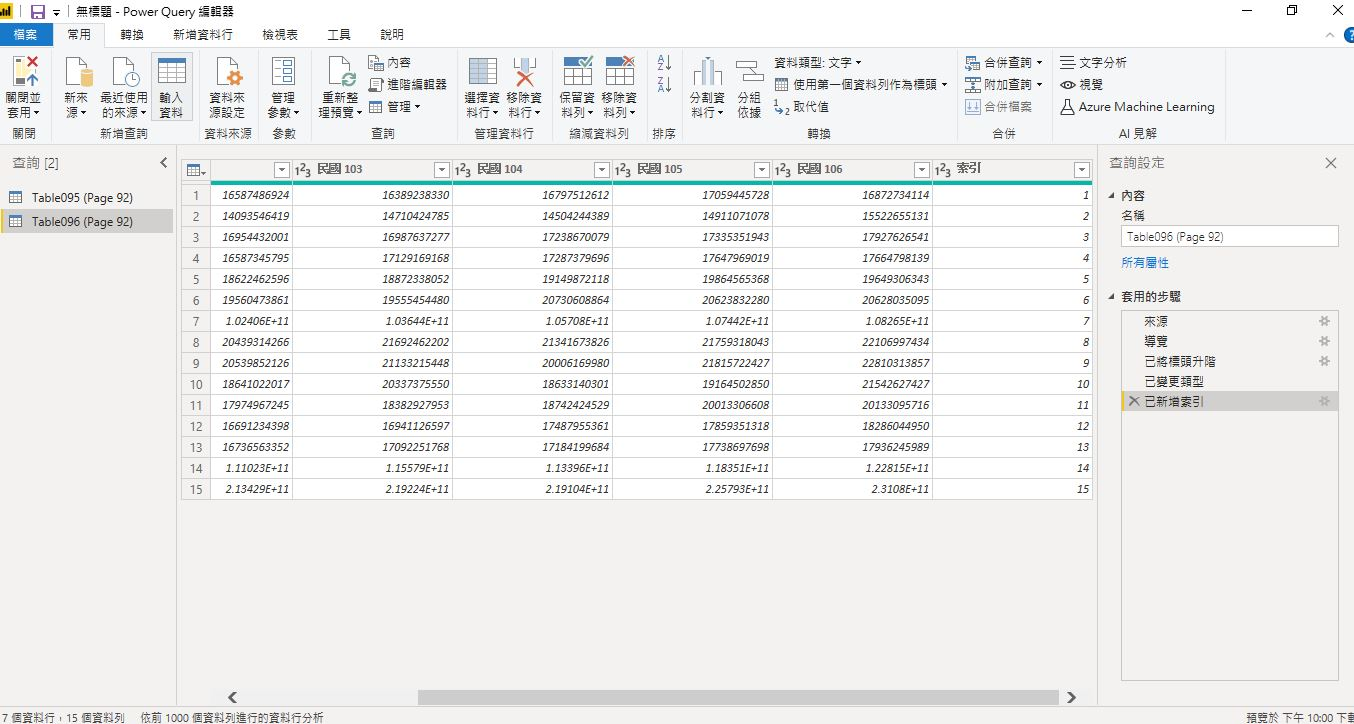 無標題 - Power Query 編輯器
檔案 常用 轉換 新增資料行 檢視表 工具 說明
關閉並套用 新來源 最近使用的來源 輸入資料 資料來源設定 管理參數 重新整理預覽 內容 進階編輯器 管理 選擇資料行 移除資料行 保留資料列 移除資料列 分割資料行 分組依據 資料類型: 文字 使用第一個資料列作為標頭 取代值 合併查詢 附加查詢 合併檔案 文字分析 視覺 Azure Machine Learning
關閉 新增查詢 資料來源 參數 查詢 管理資料行 縮減資料列 排序 轉換 合併 AI 見解
查詢 [2]
Table095 (Page 92)
Table096 (Page 92)
1²3 民國 103 1²3 民國 104 1²3 民國 105 1²3 民國 106 1²3 索引
1 16587486924 16389238330 16797512612 17059445728 16872734114 1
2 14093546419 14710424785 14504244389 14911071078 15522655131 2
3 16954432001 16987637277 17238670079 17335351943 17927626541 3
4 16587345795 17129169168 17287379696 17647969019 17664798139 4
5 18622462596 18872338052 19149872118 19864565368 19649306343 5
6 19560473861 19555454480 20730608864 20623832280 20628035095 6
7 1.02406E+11 1.03644E+11 1.05708E+11 1.07442E+11 1.08265E+11 7
8 20439314266 21692462202 21341673826 21759318043 22106997434 8
9 20539852126 21133215448 20006169980 21815722427 22810313857 9
10 18641022017 20337375550 18633140301 19164502850 21542627427 10
11 17974967245 18382927953 18742424529 20013306608 20133095716 11
12 16691234398 16941126597 17487955361 17859351318 18286044950 12
13 16736563352 17092251768 17184199684 17738697698 17936245989 13
14 1.11023E+11 1.15579E+11 1.13396E+11 1.18351E+11 1.22815E+11 14
15 2.13429E+11 2.19224E+11 2.19104E+11 2.25793E+11 2.3108E+11 15
查詢設定
內容
名稱
Table096 (Page 92)
所有屬性
套用的步驟
來源
導覽
已將標頭升階
已變更類型
已新增索引
7 個資料行，15 個資料列 依前 1000 個資料列進行的資料行分析 預覽於 下午 10:00 下載